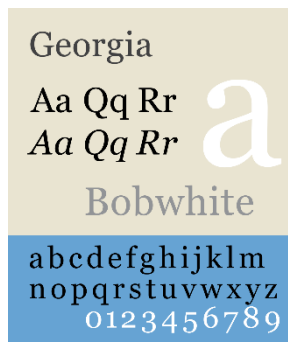 Georgia
Aa Qq Rr
Aa Qq Rr
a
Bobwhite
abcdefghijklm
nopqrstuvwxyz
0123456789